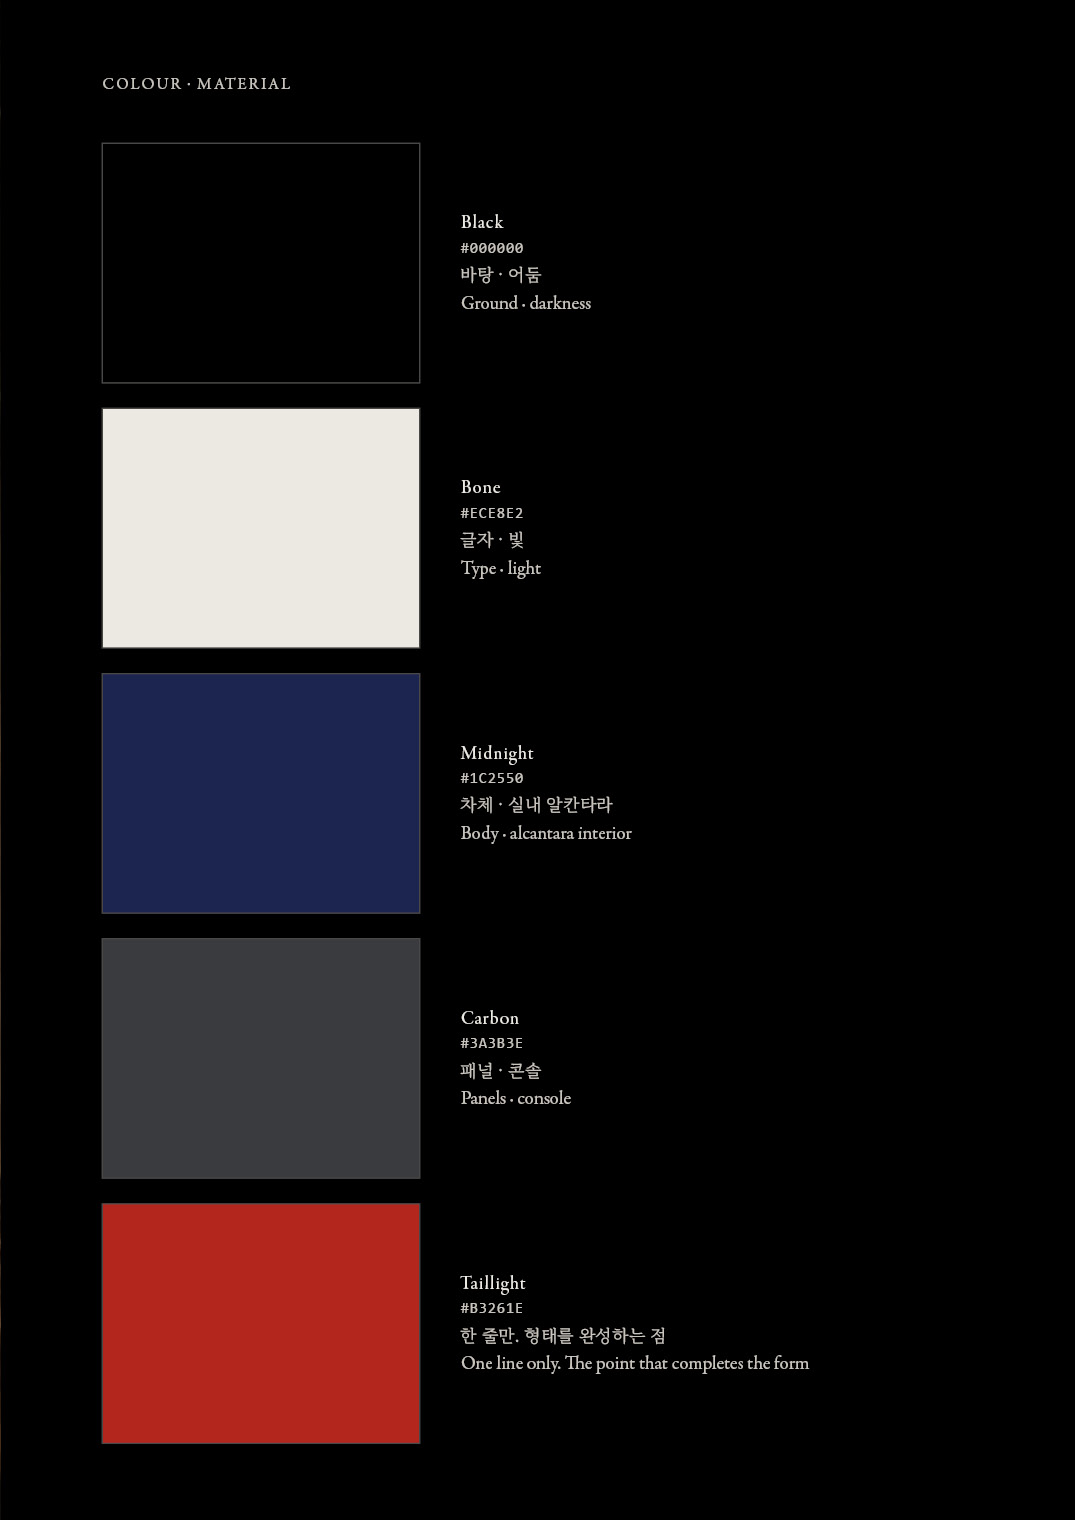 COLOUR · MATERIAL
Black
#000000
바탕 · 어둠
Ground · darkness
Bone
#ECE8E2
글자 · 빛
Type · light
Midnight
#1C2550
차체 · 실내 알칸타라
Body · alcantara interior
Carbon
#3A3B3E
패널 · 콘솔
Panels · console
Taillight
#B3261E
한 줄만. 형태를 완성하는 점
One line only. The point that completes the form